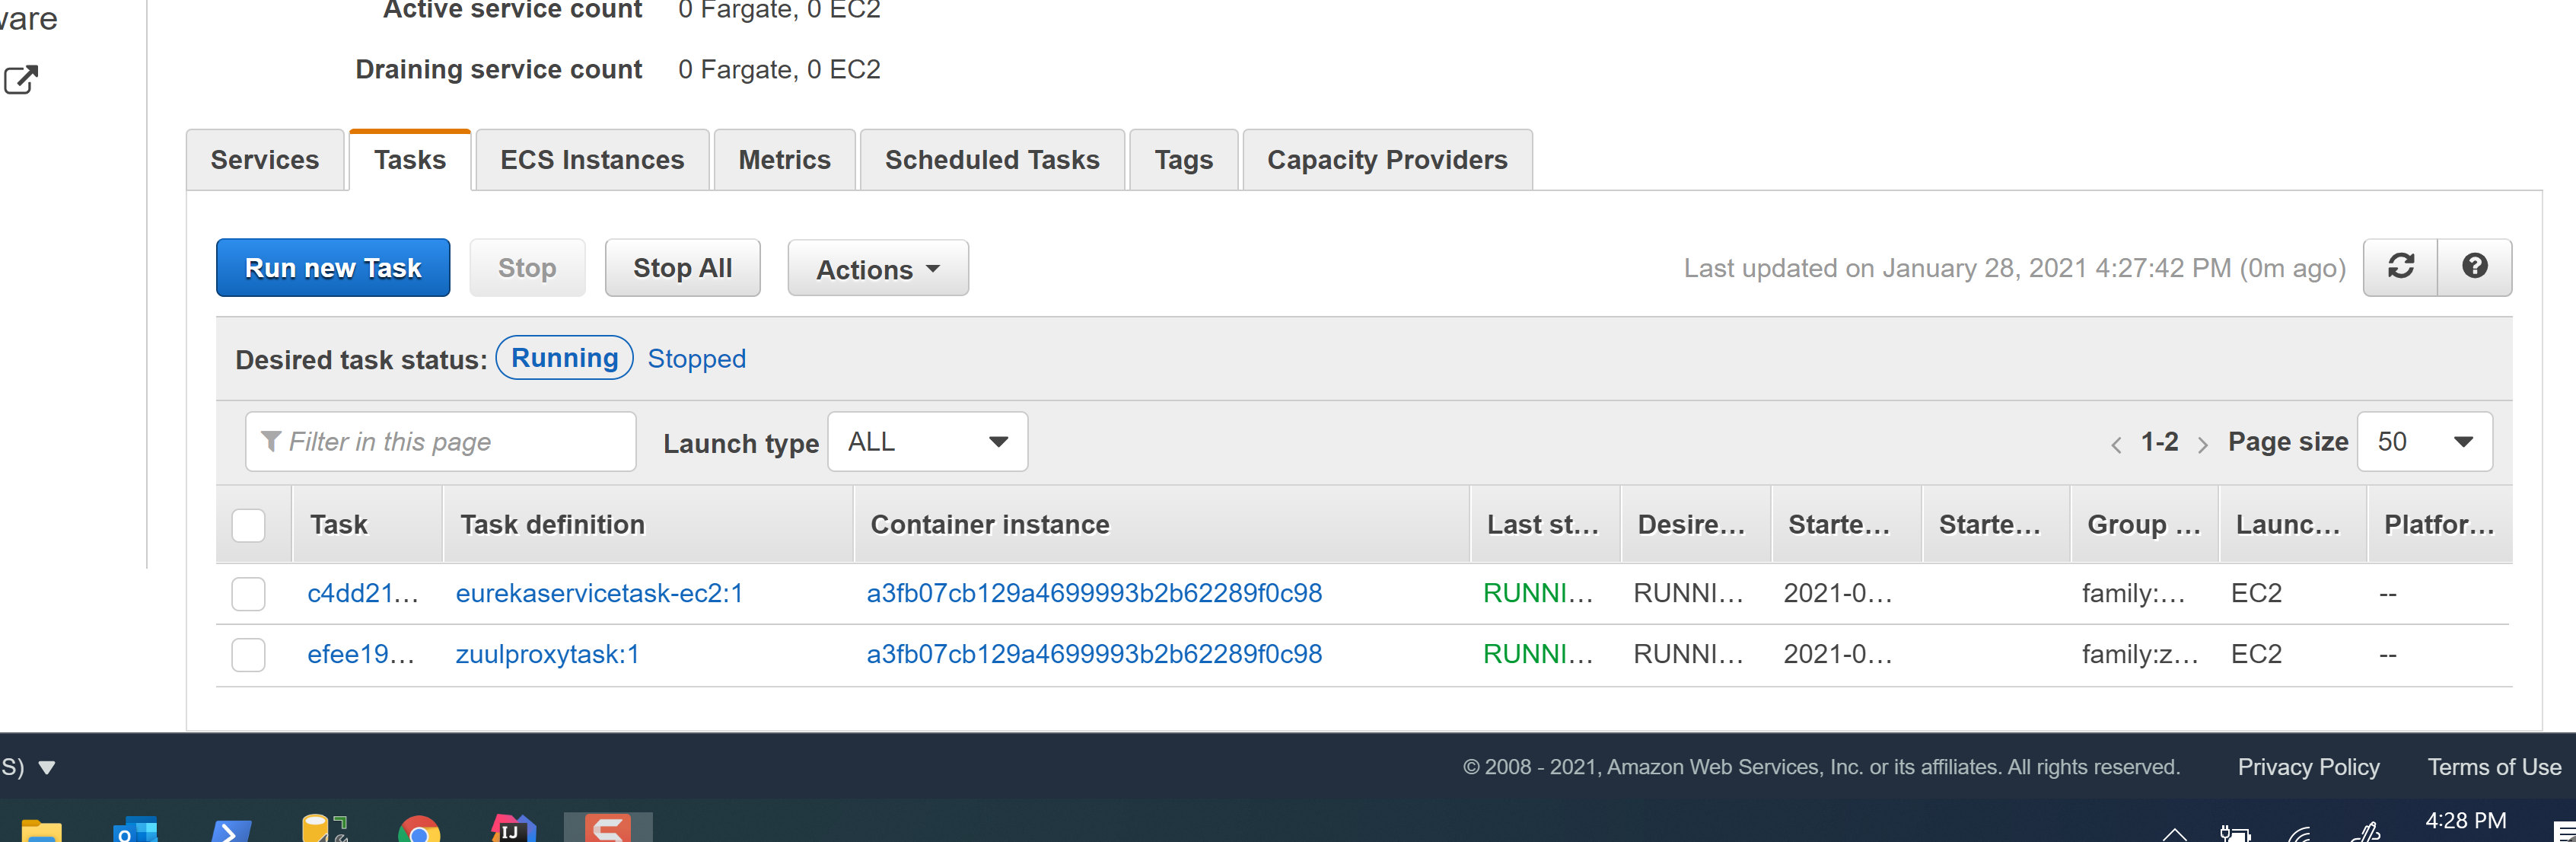 ware
Active service count 0 Fargate, 0 EC2
Draining service count 0 Fargate, 0 EC2
Services Tasks ECS Instances Metrics Scheduled Tasks Tags Capacity Providers
Run new Task Stop Stop All Actions Last updated on January 28, 2021 4:27:42 PM (0m ago)
Desired task status: Running Stopped
Filter in this page Launch type ALL 1-2 Page size 50
Task Task definition Container instance Last st... Desire... Starte... Starte... Group ... Launc... Platfor...
c4dd21... eurekaservicetask-ec2:1 a3fb07cb129a4699993b2b62289f0c98 RUNNI... RUNNI... 2021-0... family:... EC2 --
efee19... zuulproxytask:1 a3fb07cb129a4699993b2b62289f0c98 RUNNI... RUNNI... 2021-0... family:z... EC2 --
S) © 2008 - 2021, Amazon Web Services, Inc. or its affiliates. All rights reserved. Privacy Policy Terms of Use
O IJ 4:28 PM